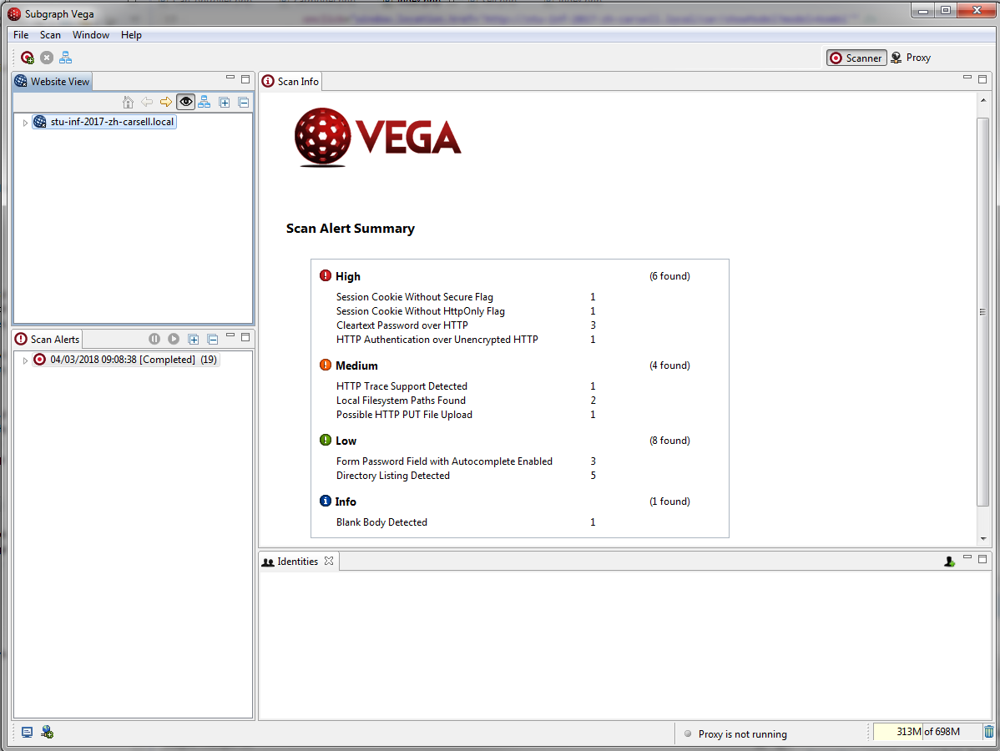 Subgraph Vega
File Scan Window Help
Scanner Proxy
Website View
stu-inf-2017-zh-carsell.local
Scan Alerts
04/03/2018 09:08:38 [Completed] (19)
Scan Info
VEGA
Scan Alert Summary
High (6 found)
Session Cookie Without Secure Flag 1
Session Cookie Without HttpOnly Flag 1
Cleartext Password over HTTP 3
HTTP Authentication over Unencrypted HTTP 1
Medium (4 found)
HTTP Trace Support Detected 1
Local Filesystem Paths Found 2
Possible HTTP PUT File Upload 1
Low (8 found)
Form Password Field with Autocomplete Enabled 3
Directory Listing Detected 5
Info (1 found)
Blank Body Detected 1
Identities
Proxy is not running
313M of 698M